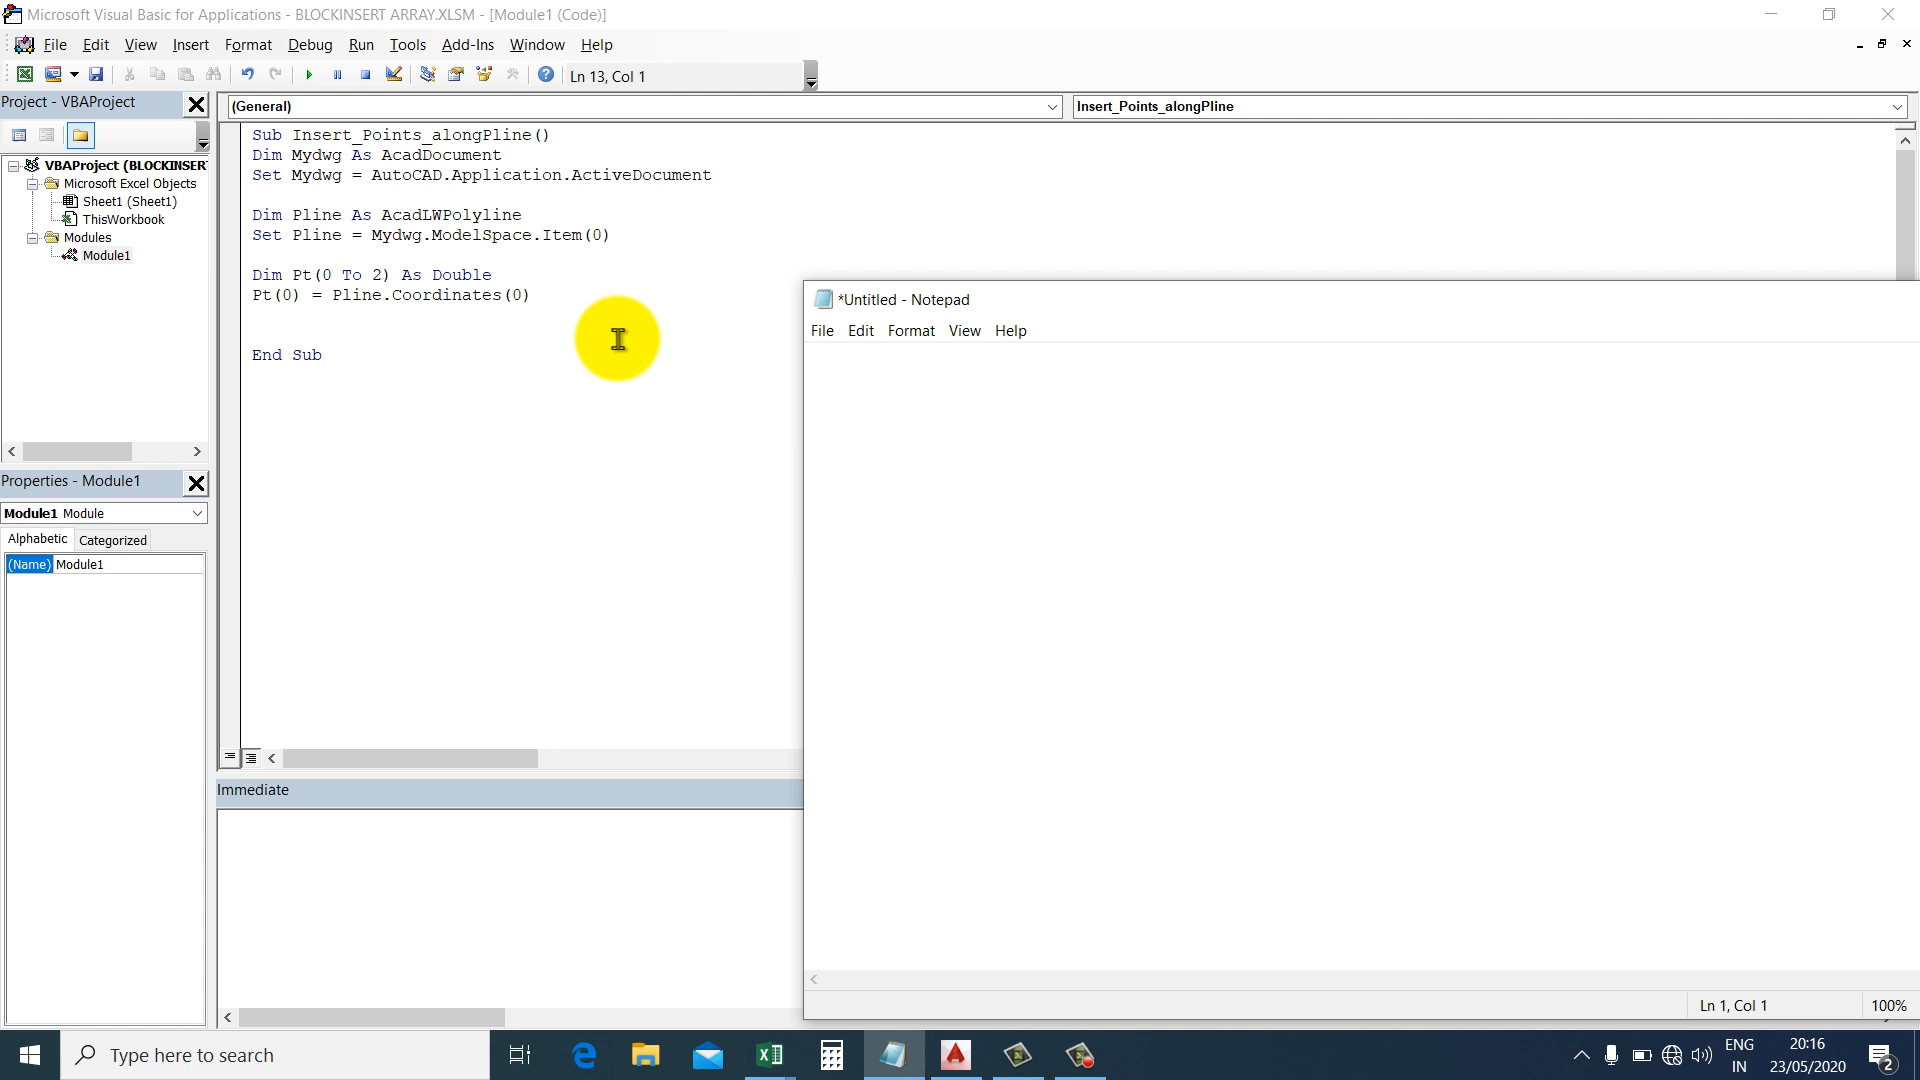 Microsoft Visual Basic for Applications - BLOCKINSERT ARRAY.XLSM - [Module1 (Code)]
File Edit View Insert Format Debug Run Tools Add-Ins Window Help
Ln 13, Col 1
Project - VBAProject
(General)
Insert_Points_alongPline
VBAProject (BLOCKINSER
Microsoft Excel Objects
Sheet1 (Sheet1)
ThisWorkbook
Modules
Module1
Sub Insert_Points_alongPline()
Dim Mydwg As AcadDocument
Set Mydwg = AutoCAD.Application.ActiveDocument
Dim Pline As AcadLWPolyline
Set Pline = Mydwg.ModelSpace.Item(0)
Dim Pt(0 To 2) As Double
Pt(0) = Pline.Coordinates(0)
End Sub
*Untitled - Notepad
File Edit Format View Help
Properties - Module1
Module1 Module
Alphabetic Categorized
(Name) Module1
Immediate
Ln 1, Col 1
100%
Type here to search
ENG
IN
20:16
23/05/2020
2